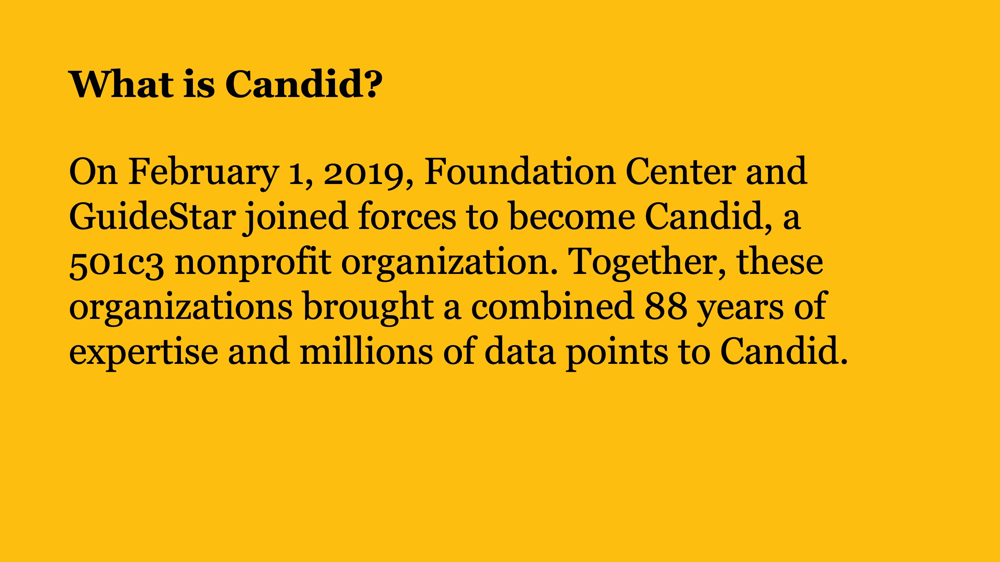 What is Candid?
On February 1, 2019, Foundation Center and
GuideStar joined forces to become Candid, a
501c3 nonprofit organization. Together, these
organizations brought a combined 88 years of
expertise and millions of data points to Candid.